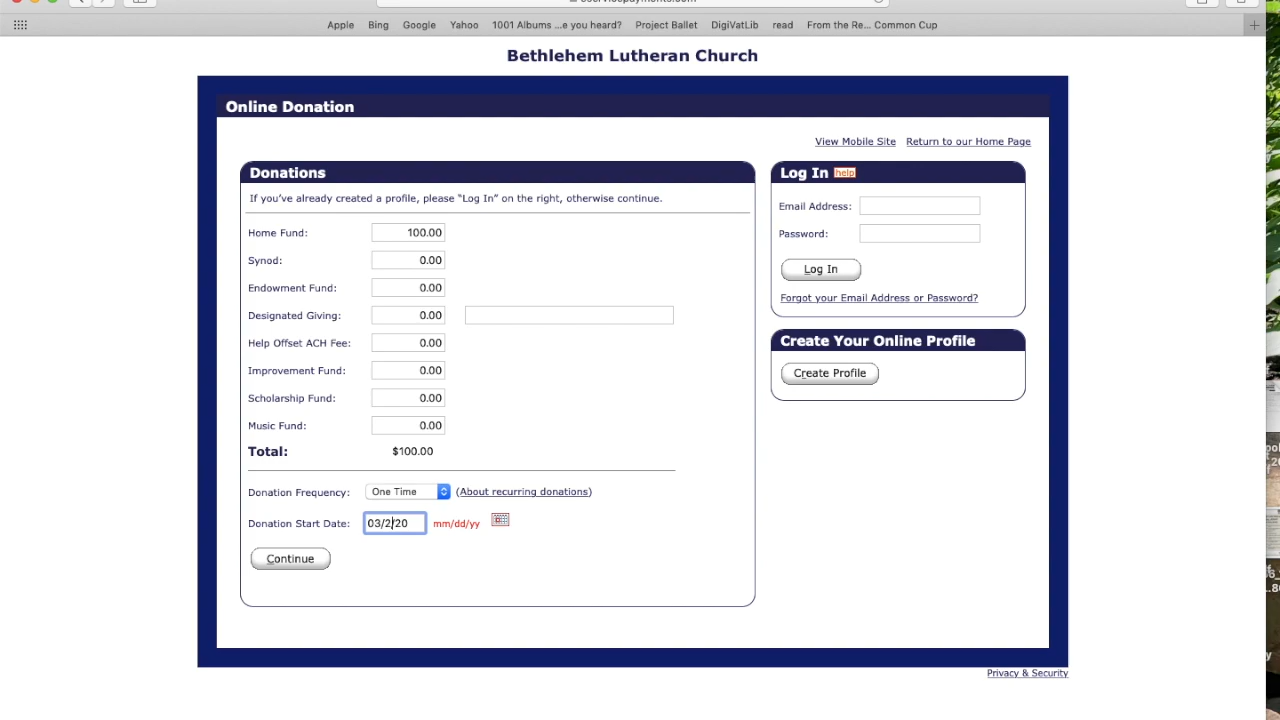 Apple Bing Google Yahoo 1001 Albums ...e you heard? Project Ballet DigiVatLib read From the Re... Common Cup
Bethlehem Lutheran Church
Online Donation
View Mobile Site Return to our Home Page
Donations
If you've already created a profile, please “Log In” on the right, otherwise continue.
Home Fund: 100.00
Synod: 0.00
Endowment Fund: 0.00
Designated Giving: 0.00
Help Offset ACH Fee: 0.00
Improvement Fund: 0.00
Scholarship Fund: 0.00
Music Fund: 0.00
Total: $100.00
Donation Frequency: One Time (About recurring donations)
Donation Start Date: 03/2/20 mm/dd/yy
Continue
Log In help
Email Address:
Password:
Log In
Forgot your Email Address or Password?
Create Your Online Profile
Create Profile
Privacy & Security